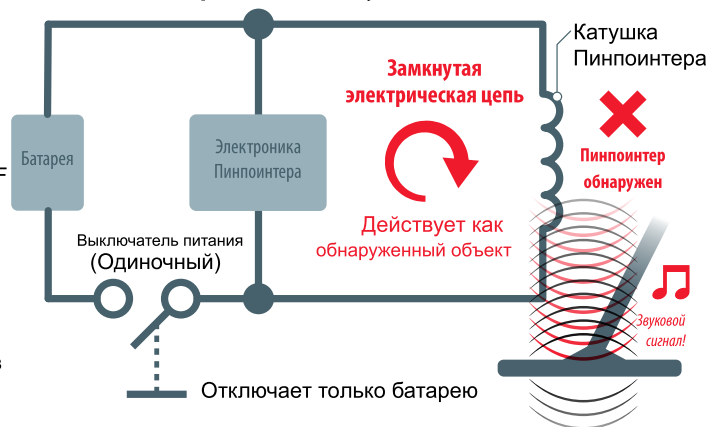 Катушка
Пинпоинтера
Замкнутая
электрическая цепь
Батарея
Электроника
Пинпоинтера
Пинпоинтер
обнаружен
Действует как
обнаруженный объект
Выключатель питания
(Одиночный)
Звуковой
сигнал!
Отключает только батарею